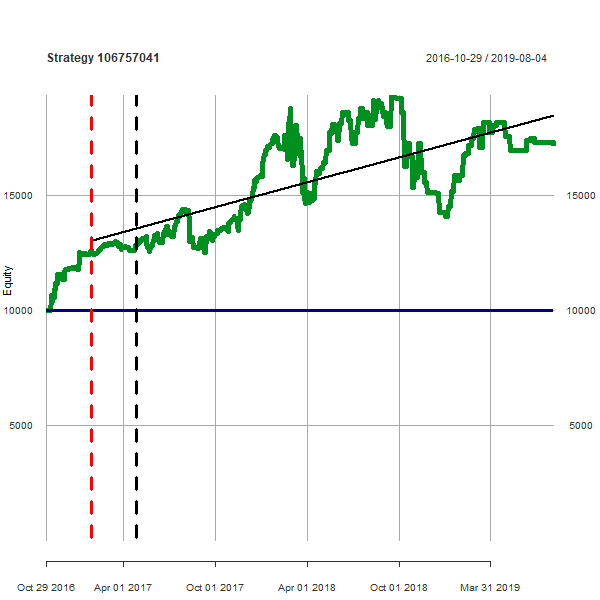 Strategy 106757041
2016-10-29 / 2019-08-04
15000
15000
Equity
10000
10000
5000
5000
Oct 29 2016
Apr 01 2017
Oct 01 2017
Apr 01 2018
Oct 01 2018
Mar 31 2019